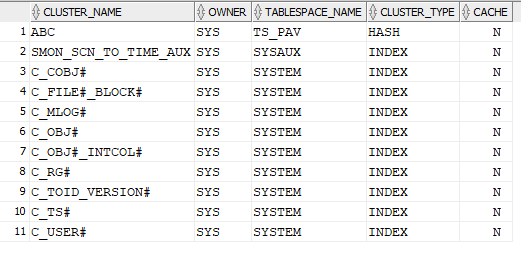 CLUSTER_NAME OWNER TABLESPACE_NAME CLUSTER_TYPE CACHE
1 ABC SYS TS_PAV HASH N
2 SMON_SCN_TO_TIME_AUX SYS SYSAUX INDEX N
3 C_COBJ# SYS SYSTEM INDEX N
4 C_FILE#_BLOCK# SYS SYSTEM INDEX N
5 C_MLOG# SYS SYSTEM INDEX N
6 C_OBJ# SYS SYSTEM INDEX N
7 C_OBJ#_INTCOL# SYS SYSTEM INDEX N
8 C_RG# SYS SYSTEM INDEX N
9 C_TOID_VERSION# SYS SYSTEM INDEX N
10 C_TS# SYS SYSTEM INDEX N
11 C_USER# SYS SYSTEM INDEX N